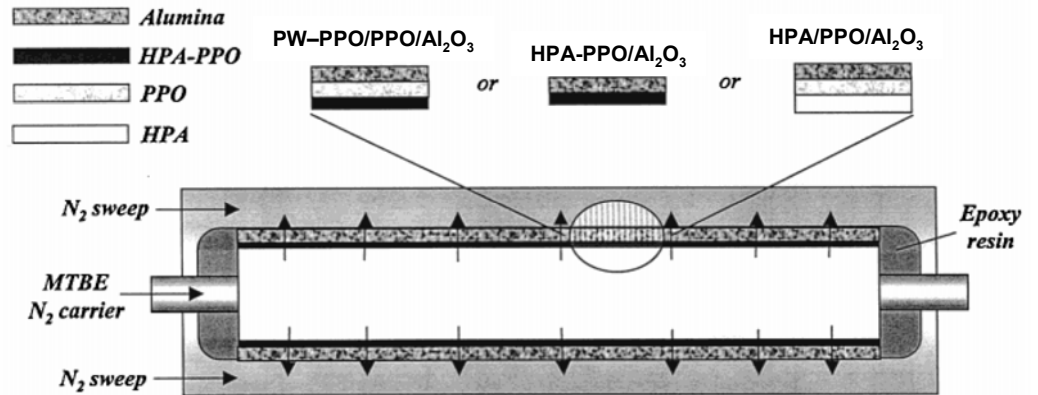 Alumina
HPA-PPO
PPO
HPA
PW–PPO/PPO/Al₂O₃
or
HPA-PPO/Al₂O₃
or
HPA/PPO/Al₂O₃
N₂ sweep
Epoxy
resin
MTBE
N₂ carrier
N₂ sweep